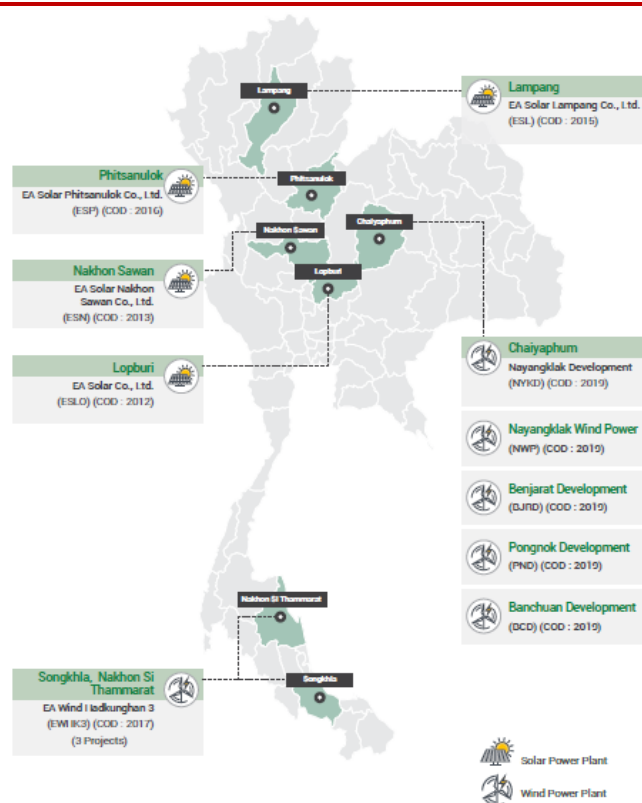 Lampang
Lampang
EA Solar Lampang Co., Ltd.
(ESL) (COD : 2015)
Phitsanulok
EA Solar Phitsanulok Co., Ltd.
(ESP) (COD : 2016)
Phitsanulok
Nakhon Sawan
Chaiyaphum
Lopburi
Nakhon Sawan
EA Solar Nakhon
Sawan Co., Ltd.
(ESN) (COD : 2013)
Lopburi
EA Solar Co., Ltd.
(ESLO) (COD : 2012)
Chaiyaphum
Nayangklak Development
(NYKD) (COD : 2019)
Nayangklak Wind Power
(NWP) (COD : 2019)
Benjarat Development
(BJRD) (COD : 2019)
Pongnok Development
(PND) (COD : 2019)
Banchuan Development
(BCD) (COD : 2019)
Nakhon Si Thammarat
Songkhla
Songkhla, Nakhon Si
Thammarat
EA Wind Hadkunghan 3
(EWHK3) (COD : 2017)
(3 Projects)
Solar Power Plant
Wind Power Plant